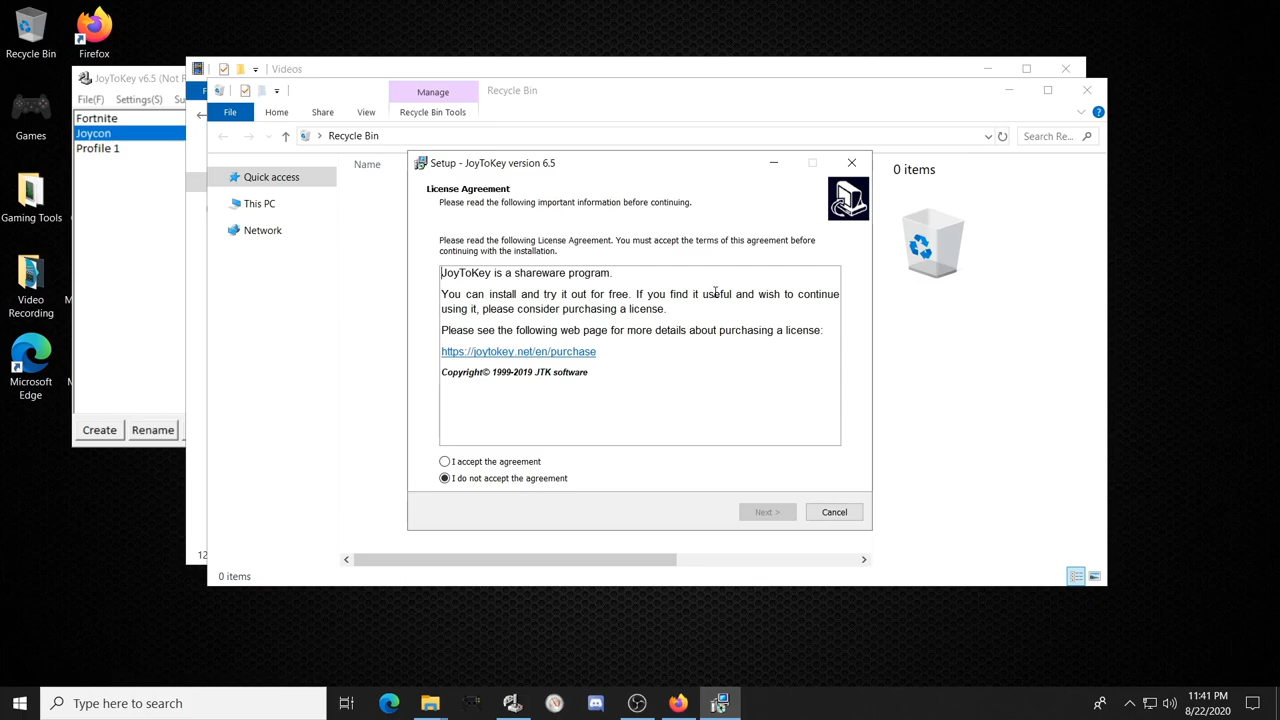 Recycle Bin
Firefox
Games
Gaming Tools
Video
Recording
Microsoft
Edge
JoyToKey v6.5 (Not R
File(F)
Settings(S)
Su
Fortnite
Joycon
Profile 1
Create
Rename
Videos
F
12
Manage
Recycle Bin
File
Home
Share
View
Recycle Bin Tools
Recycle Bin
Search Re...
Name
Quick access
This PC
Network
0 items
0 items
Setup - JoyToKey version 6.5
License Agreement
Please read the following important information before continuing.
Please read the following License Agreement. You must accept the terms of this agreement before
continuing with the installation.
JoyToKey is a shareware program.
You can install and try it out for free. If you find it useful and wish to continue
using it, please consider purchasing a license.
Please see the following web page for more details about purchasing a license:
https://joytokey.net/en/purchase
Copyright© 1999-2019 JTK software
I accept the agreement
I do not accept the agreement
Next >
Cancel
Type here to search
11:41 PM
8/22/2020